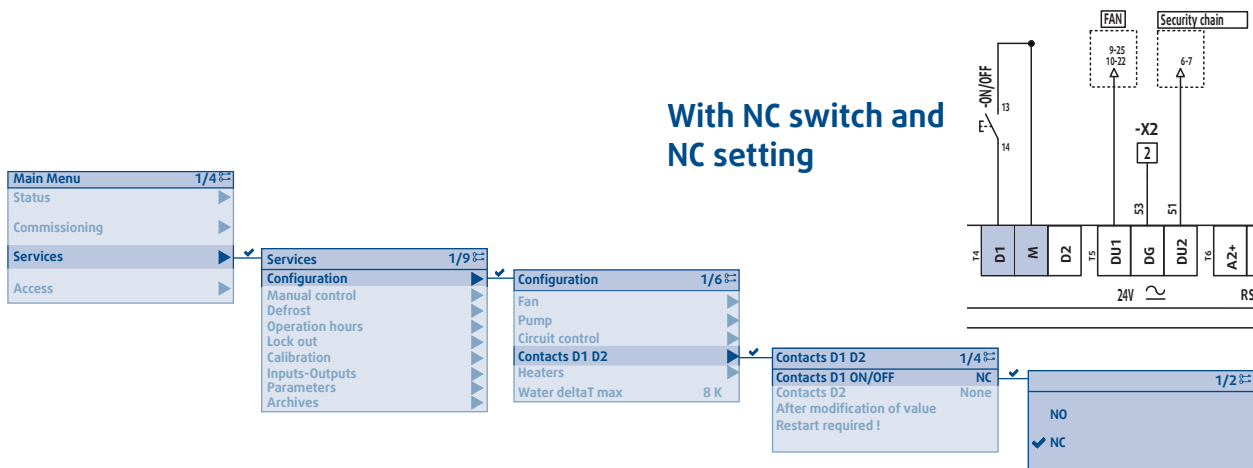 With NC switch and
NC setting
FAN
Security chain
9-25
10-22
6-7
-ON/OFF
13
E--
14
-X2
2
53
51
T4
D1
M
D2
T5
DU1
DG
DU2
T6
A2+
24V
RS
Main Menu 1/4
Status
Commissioning
Services
Access
Services 1/9
Configuration
Manual control
Defrost
Operation hours
Lock out
Calibration
Inputs-Outputs
Parameters
Archives
Configuration 1/6
Fan
Pump
Circuit control
Contacts D1 D2
Heaters
Water deltaT max 8 K
Contacts D1 D2 1/4
Contacts D1 ON/OFF NC
Contacts D2 None
After modification of value
Restart required !
1/2
NO
NC